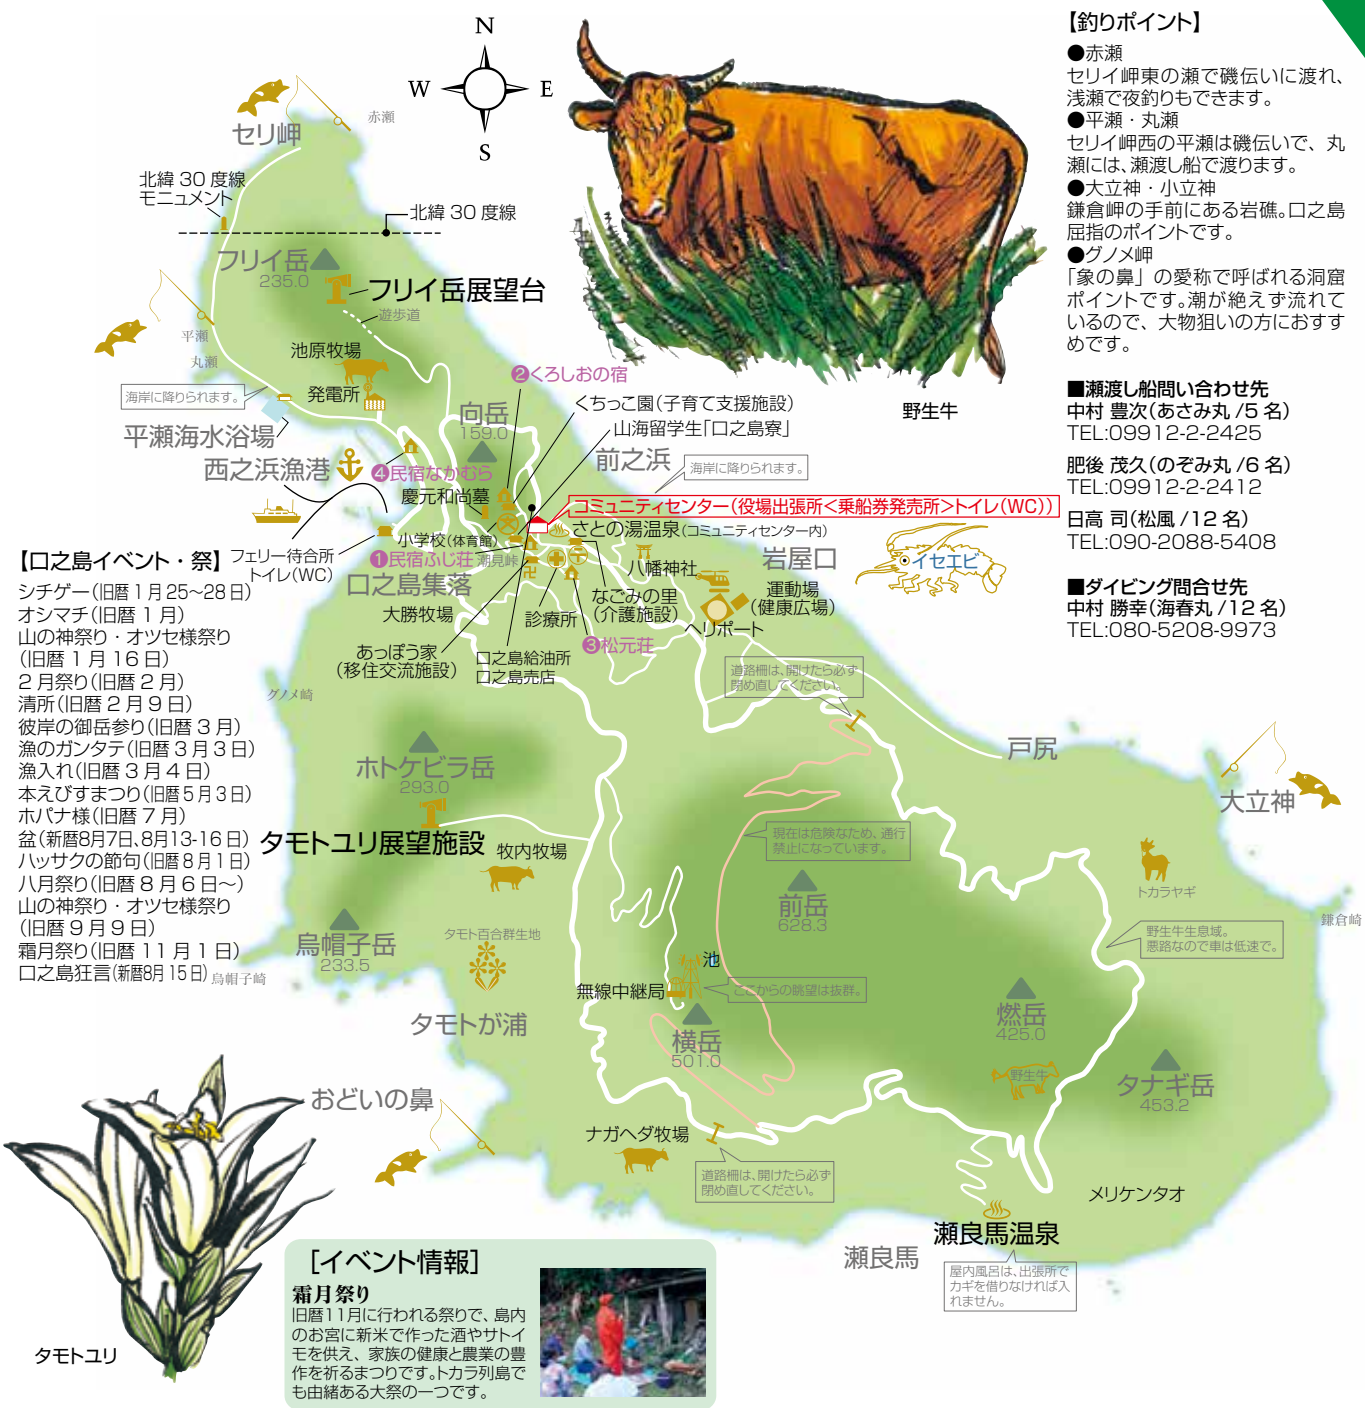 N
W
E
S
【釣りポイント】
●赤瀬
セリイ岬東の瀬で磯伝いに渡れ、
浅瀬で夜釣りもできます。
●平瀬・丸瀬
セリイ岬西の平瀬は磯伝いで、丸
瀬には、瀬渡し船で渡ります。
●大立神・小立神
鎌倉岬の手前にある岩礁。口之島
屈指のポイントです。
●グノメ岬
「象の鼻」の愛称で呼ばれる洞窟
ポイントです。潮が絶えず流れて
いるので、大物狙いの方におすす
めです。
■瀬渡し船問い合わせ先
中村 豊次(あさみ丸/5名)
TEL:09912-2-2425
肥後 茂久(のぞみ丸/6名)
TEL:09912-2-2412
日高 司(松風/12名)
TEL:090-2088-5408
■ダイビング問合せ先
中村 勝幸(海春丸/12名)
TEL:080-5208-9973
野生牛
赤瀬
セリ岬
北緯30度線
モニュメント
北緯30度線
フリイ岳
235.0
フリイ岳展望台
遊歩道
平瀬
丸瀬
池原牧場
発電所
海岸に降りられます。
平瀬海水浴場
西之浜漁港
❷くろしおの宿
くちっこ園(子育て支援施設)
山海留学生「口之島寮」
向岳
159.0
前之浜
海岸に降りられます。
❹民宿なかむら
慶元和尚墓
コミュニティセンター(役場出張所<乗船券発売所>トイレ(WC))
さとの湯温泉(コミュニティセンター内)
小学校(体育館)
フェリー待合所
トイレ(WC)
❶民宿ふじ荘
潮見峠
八幡神社
岩屋口
イセエビ
口之島集落
大勝牧場
診療所
なごみの里
(介護施設)
運動場
(健康広場)
ヘリポート
❸松元荘
あっぽう家
(移住交流施設)
口之島給油所
口之島売店
道路柵は、開けたら必ず
閉め直してください。
グノメ崎
戸尻
大立神
ホトケビラ岳
293.0
タモトユリ展望施設
牧内牧場
現在は危険なため、通行
禁止になっています。
前岳
628.3
トカラヤギ
鎌倉崎
野生牛生息域。
悪路なので車は低速で。
烏帽子岳
233.5
烏帽子崎
タモト百合群生地
タモトが浦
池
無線中継局
ここからの眺望は抜群。
横岳
501.0
燃岳
425.0
野生牛
タナギ岳
453.2
おどいの鼻
ナガヘダ牧場
道路柵は、開けたら必ず
閉め直してください。
メリケンタオ
瀬良馬温泉
瀬良馬
屋内風呂は、出張所で
カギを借りなければ入
れません。
【口之島イベント・祭】
シチゲー(旧暦1月25~28日)
オシマチ(旧暦1月)
山の神祭り・オツセ様祭り
(旧暦1月16日)
2月祭り(旧暦2月)
清所(旧暦2月9日)
彼岸の御岳参り(旧暦3月)
漁のガンタテ(旧暦3月3日)
漁入れ(旧暦3月4日)
本えびすまつり(旧暦5月3日)
ホパナ様(旧暦7月)
盆(新暦8月7日、8月13-16日)
ハッサクの節句(旧暦8月1日)
八月祭り(旧暦8月6日~)
山の神祭り・オツセ様祭り
(旧暦9月9日)
霜月祭り(旧暦11月1日)
口之島狂言(新暦8月15日)
タモトユリ
[イベント情報]
霜月祭り
旧暦11月に行われる祭りで、島内
のお宮に新米で作った酒やサトイ
モを供え、家族の健康と農業の豊
作を祈るまつりです。トカラ列島で
も由緒ある大祭の一つです。